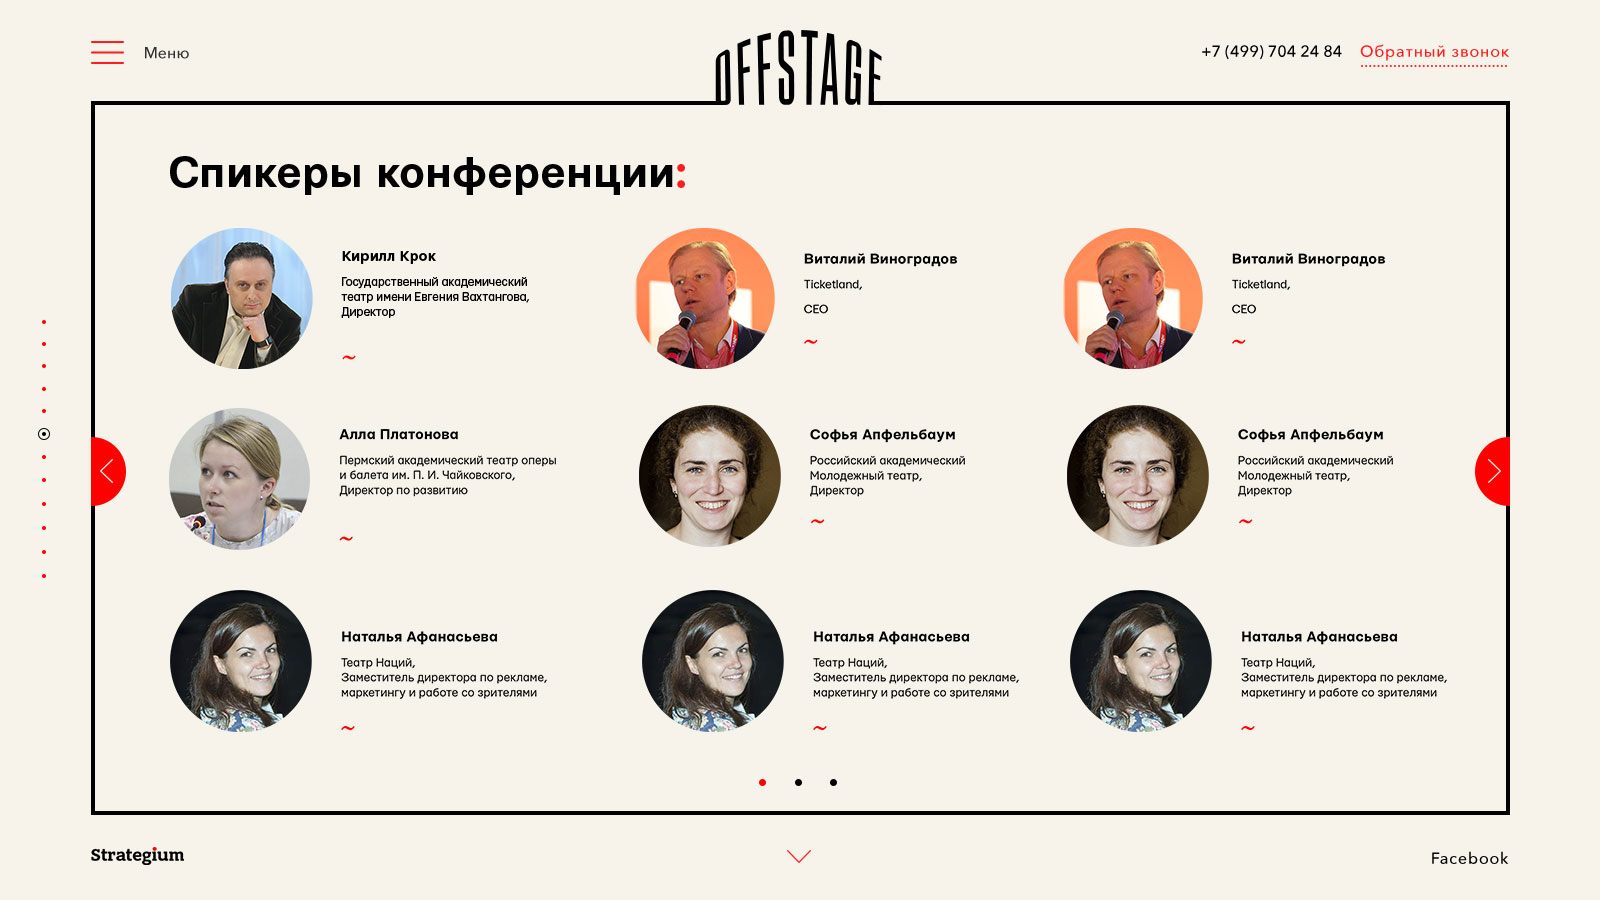 Меню
OFFSTAGE
+7 (499) 704 24 84
Обратный звонок
Спикеры конференции:
Кирилл Крок
Государственный академический
театр имени Евгения Вахтангова,
Директор
~
Виталий Виноградов
Ticketland,
CEO
~
Виталий Виноградов
Ticketland,
CEO
~
Алла Платонова
Пермский академический театр оперы
и балета им. П. И. Чайковского,
Директор по развитию
~
Софья Апфельбаум
Российский академический
Молодежный театр,
Директор
~
Софья Апфельбаум
Российский академический
Молодежный театр,
Директор
~
Наталья Афанасьева
Театр Наций,
Заместитель директора по рекламе,
маркетингу и работе со зрителями
~
Наталья Афанасьева
Театр Наций,
Заместитель директора по рекламе,
маркетингу и работе со зрителями
~
Наталья Афанасьева
Театр Наций,
Заместитель директора по рекламе,
маркетингу и работе со зрителями
~
Strategium
Facebook